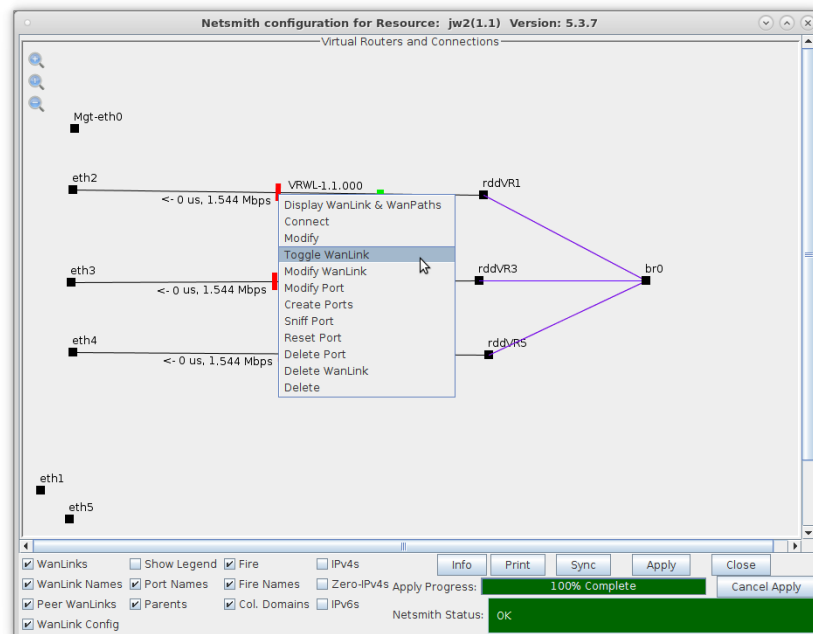 Netsmith configuration for Resource: jw2(1.1) Version: 5.3.7
Virtual Routers and Connections
Mgt-eth0
eth2
VRWL-1.1.000
rddVR1
<- 0 us, 1.544 Mbps
Display WanLink & WanPaths
Connect
Modify
Toggle WanLink
Modify WanLink
Modify Port
Create Ports
Sniff Port
Reset Port
Delete Port
Delete WanLink
Delete
eth3
<- 0 us, 1.544 Mbps
rddVR3
br0
eth4
<- 0 us, 1.544 Mbps
rddVR5
eth1
eth5
WanLinks
Show Legend
Fire
IPv4s
Info
Print
Sync
Apply
Close
WanLink Names
Port Names
Fire Names
Zero-IPv4s
Apply Progress:
100% Complete
Cancel Apply
Peer WanLinks
Parents
Col. Domains
IPv6s
Netsmith Status:
OK
WanLink Config